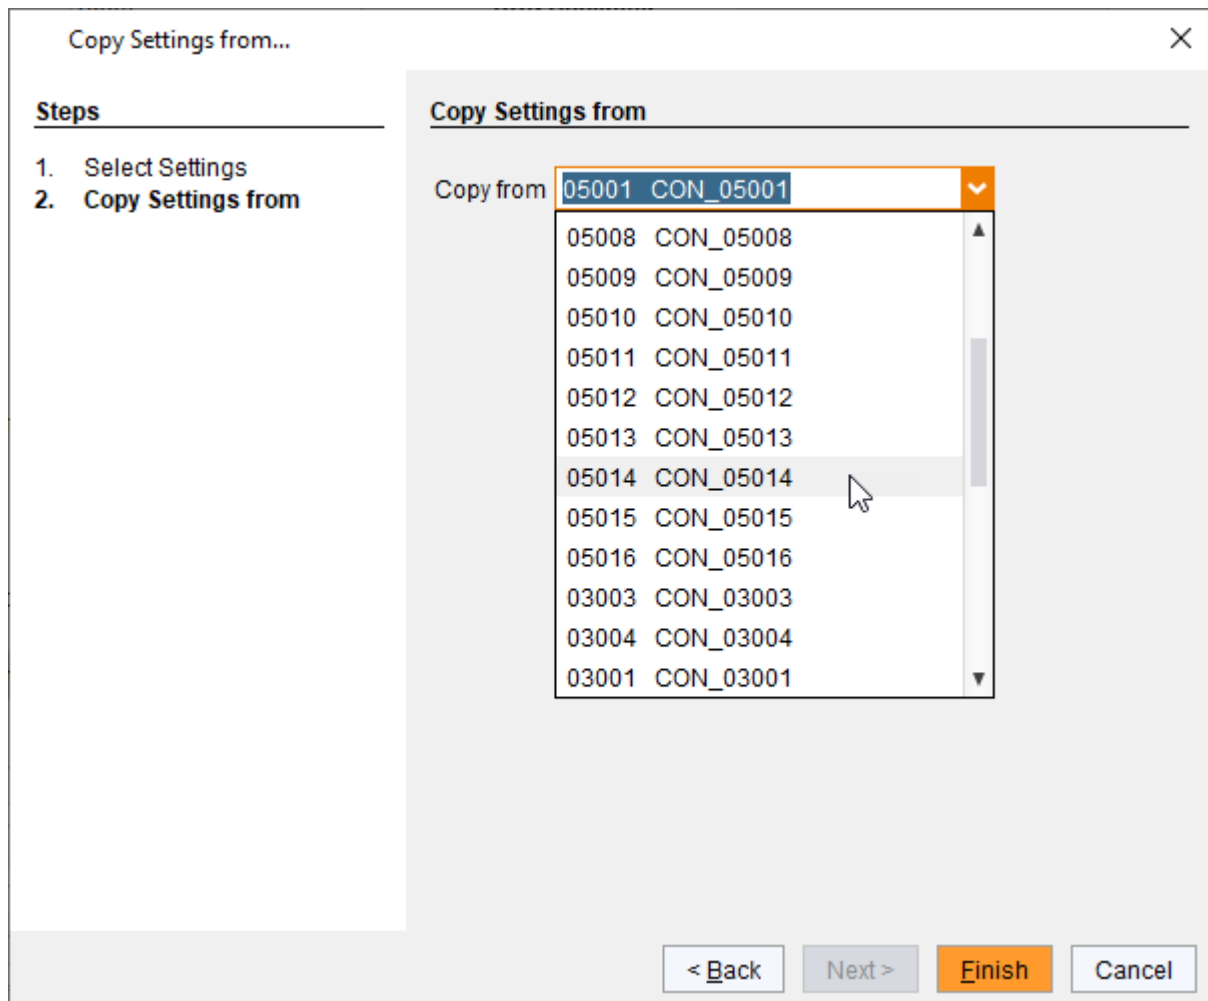 Copy Settings from...
Steps
1. Select Settings
2. Copy Settings from
Copy Settings from
Copy from 05001 CON_05001
05008 CON_05008
05009 CON_05009
05010 CON_05010
05011 CON_05011
05012 CON_05012
05013 CON_05013
05014 CON_05014
05015 CON_05015
05016 CON_05016
03003 CON_03003
03004 CON_03004
03001 CON_03001
< Back Next > Finish Cancel